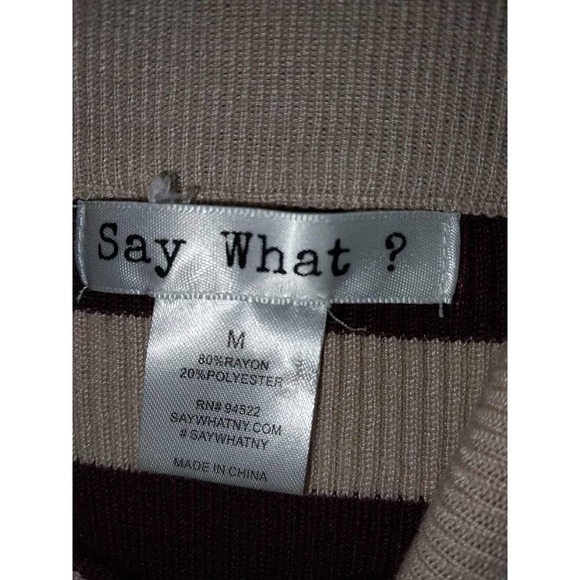 Say What ?
M
80%RAYON
20%POLYESTER
RN# 94522
SAYWHATNY.COM
# SAYWHATNY
MADE IN CHINA